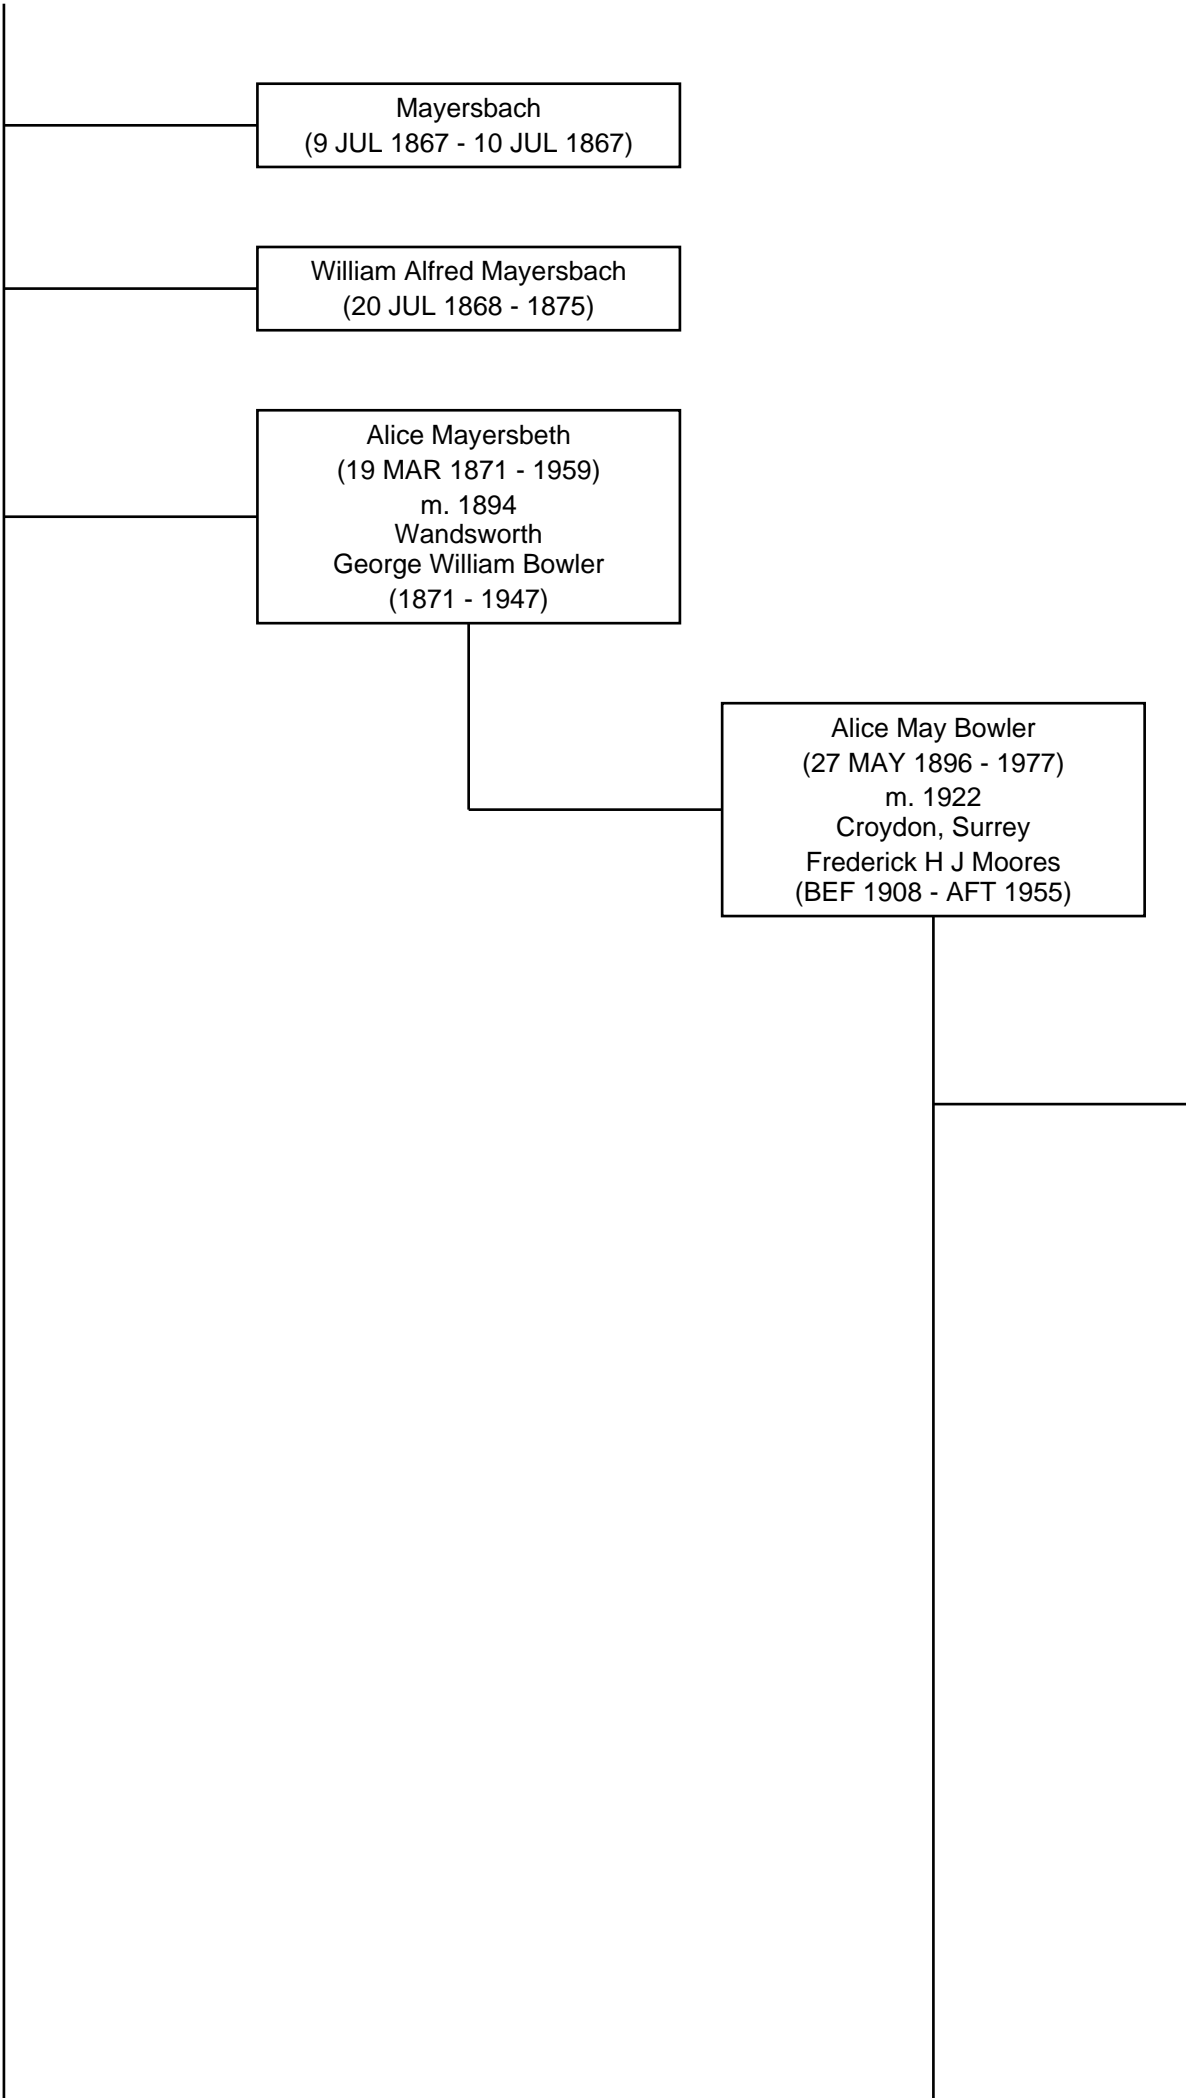 Mayersbach
(9 JUL 1867 - 10 JUL 1867)
William Alfred Mayersbach
(20 JUL 1868 - 1875)
Alice Mayersbeth
(19 MAR 1871 - 1959)
m. 1894
Wandsworth
George William Bowler
(1871 - 1947)
Alice May Bowler
(27 MAY 1896 - 1977)
m. 1922
Croydon, Surrey
Frederick H J Moores
(BEF 1908 - AFT 1955)